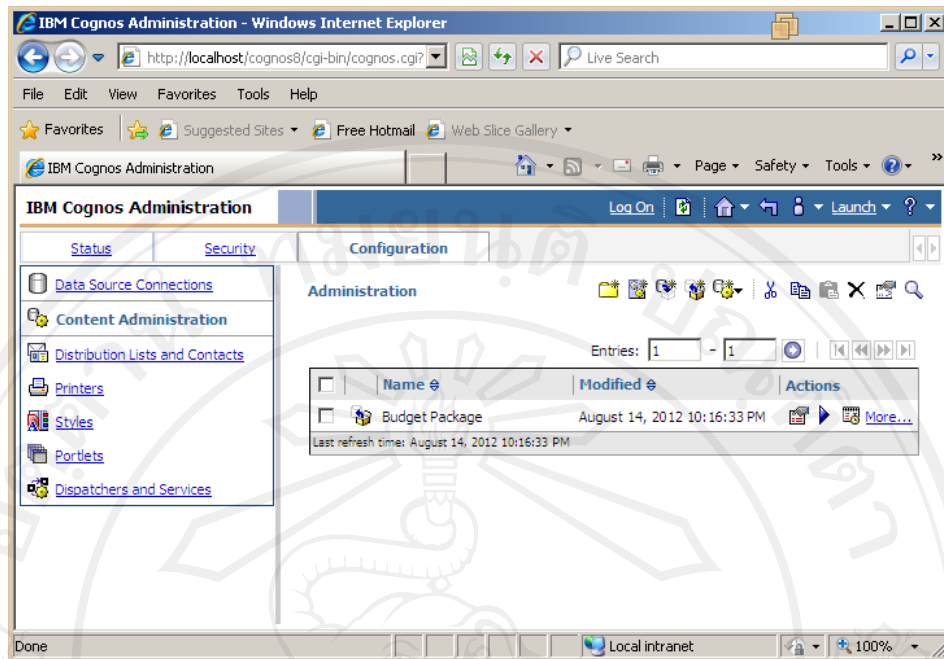 IBM Cognos Administration - Windows Internet Explorer
http://localhost/cognos8/cgi-bin/cognos.cgi?
Live Search
File Edit View Favorites Tools Help
Favorites Suggested Sites Free Hotmail Web Slice Gallery
IBM Cognos Administration Page Safety Tools »
IBM Cognos Administration Log On Launch ?
Status Security Configuration
Data Source Connections
Content Administration
Distribution Lists and Contacts
Printers
Styles
Portlets
Dispatchers and Services
Administration
Entries: 1 - 1
Name Modified Actions
Budget Package August 14, 2012 10:16:33 PM More...
Last refresh time: August 14, 2012 10:16:33 PM
Done Local intranet 100%